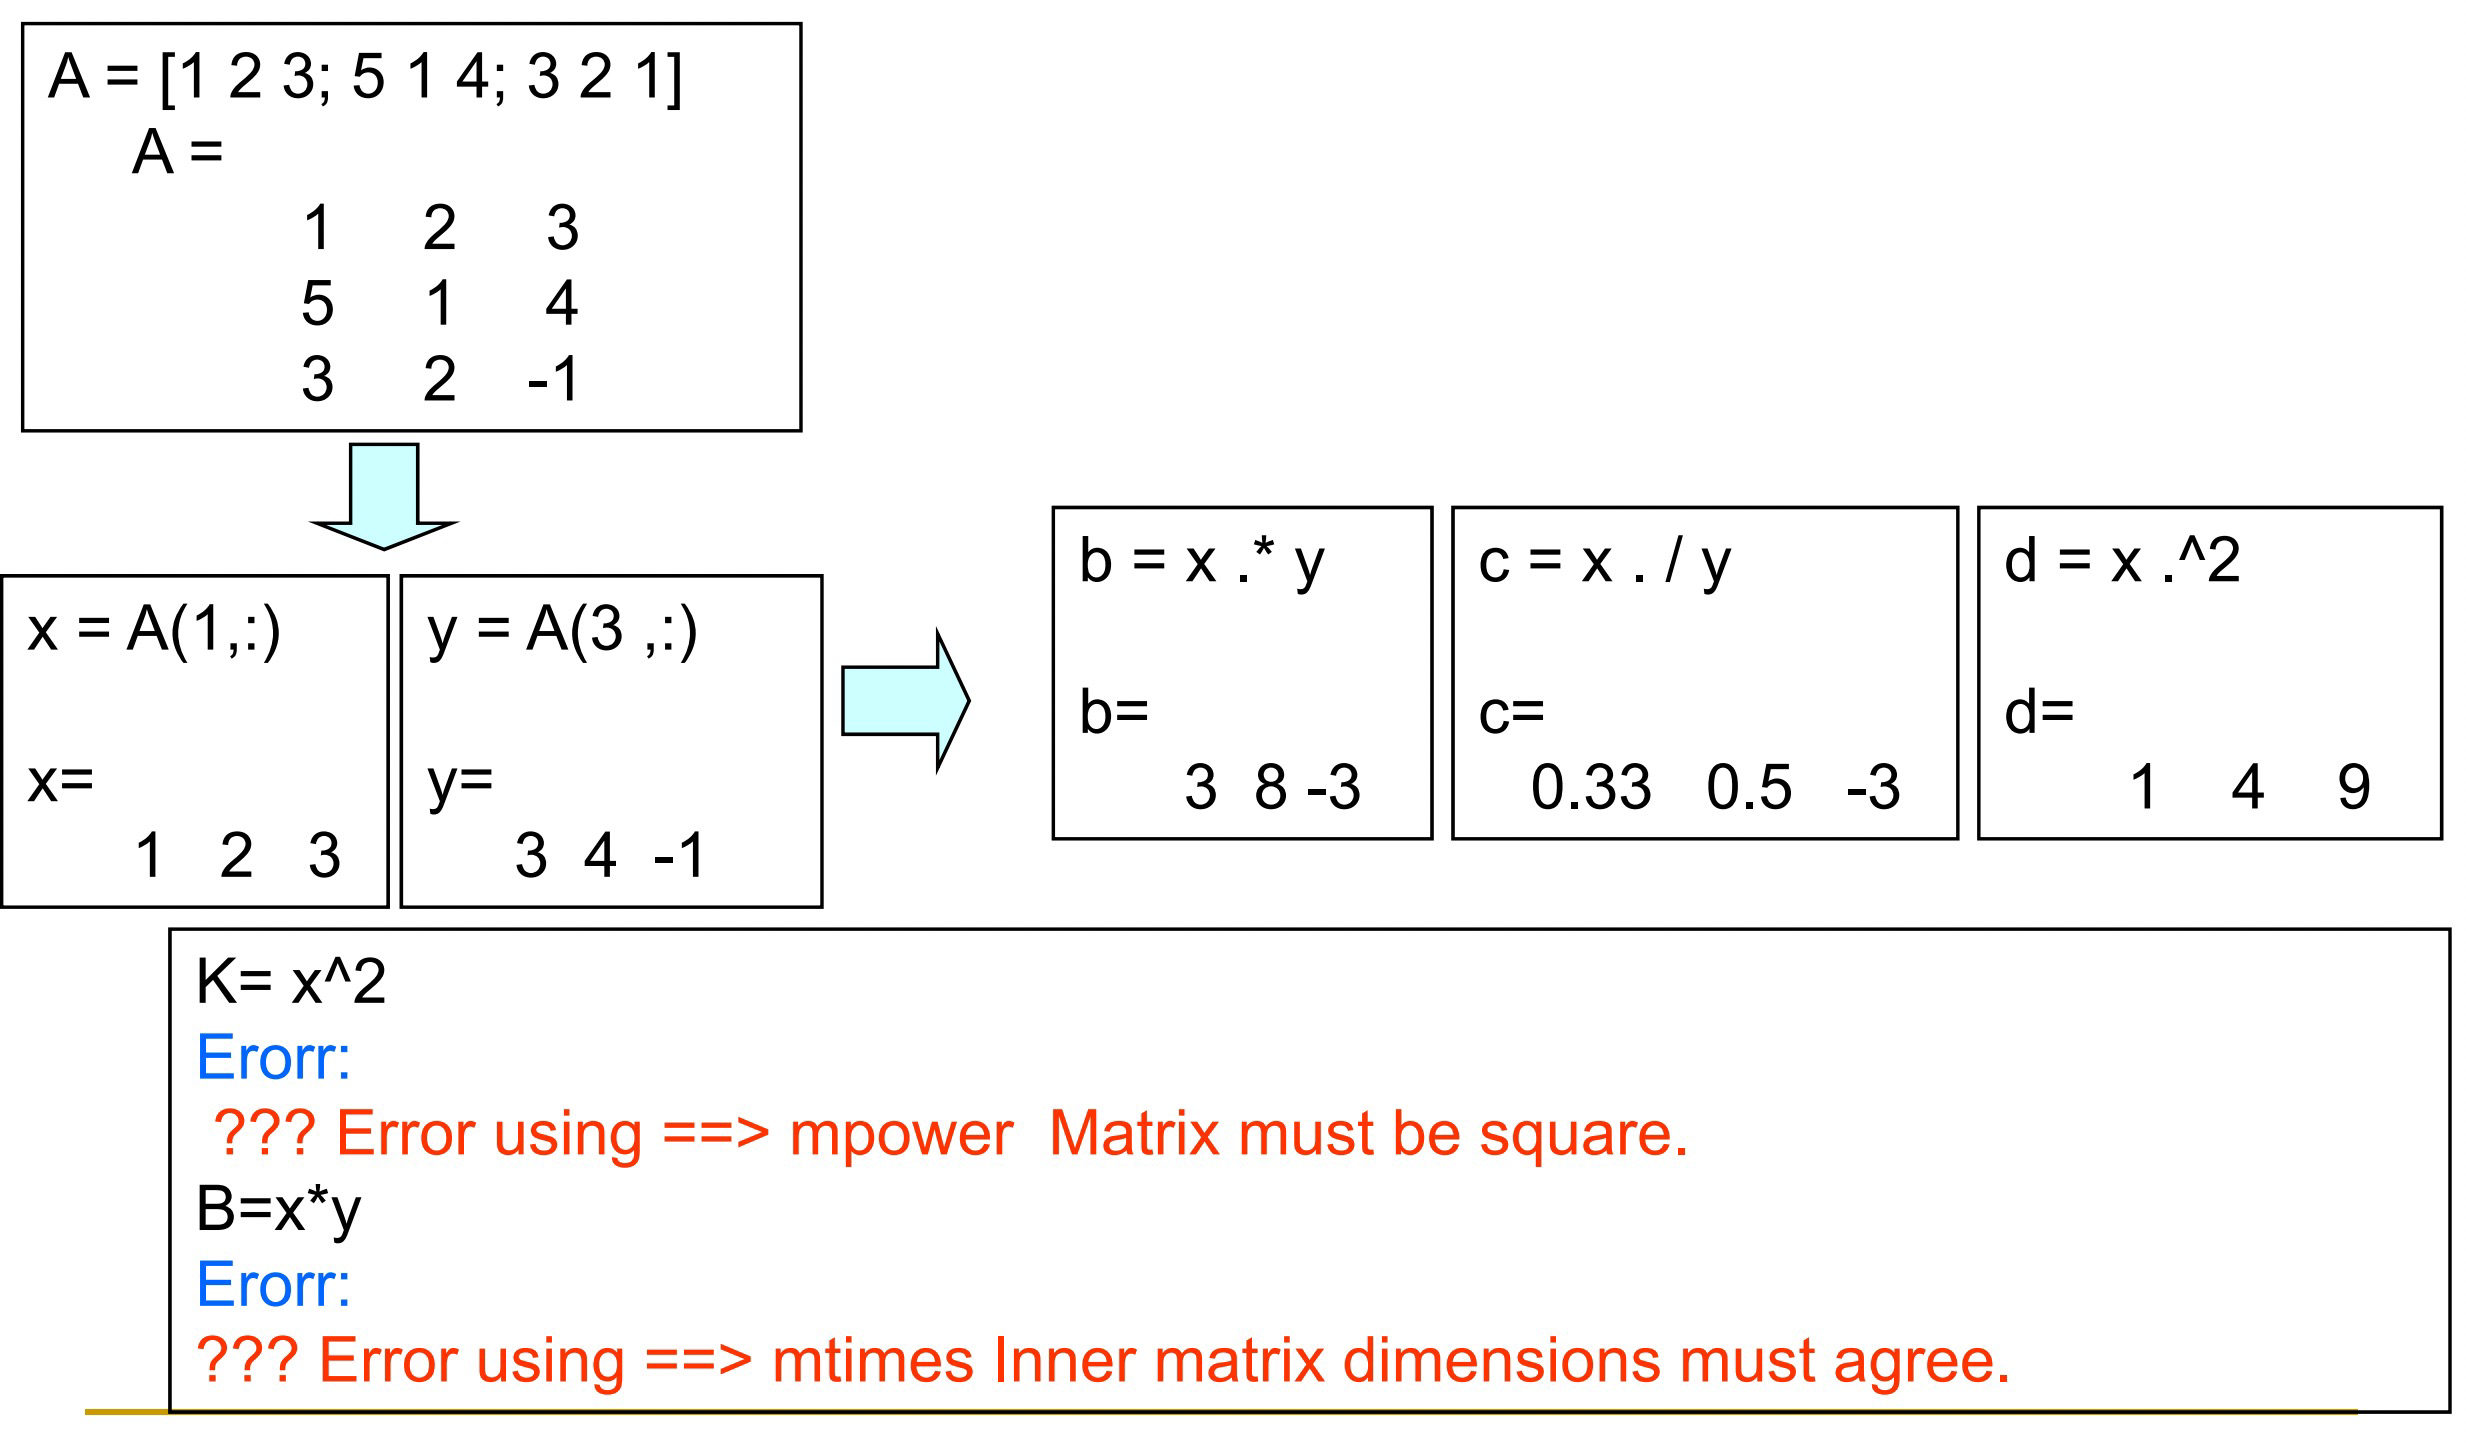 A = [1 2 3; 5 1 4; 3 2 1]
A =
1 2 3
5 1 4
3 2 -1
x = A(1,:)
x=
1 2 3
y = A(3 ,:)
y=
3 4 -1
b = x .* y
b=
3 8 -3
c = x . / y
c=
0.33 0.5 -3
d = x .^2
d=
1 4 9
K= x^2
Erorr:
??? Error using ==> mpower Matrix must be square.
B=x*y
Erorr:
??? Error using ==> mtimes Inner matrix dimensions must agree.